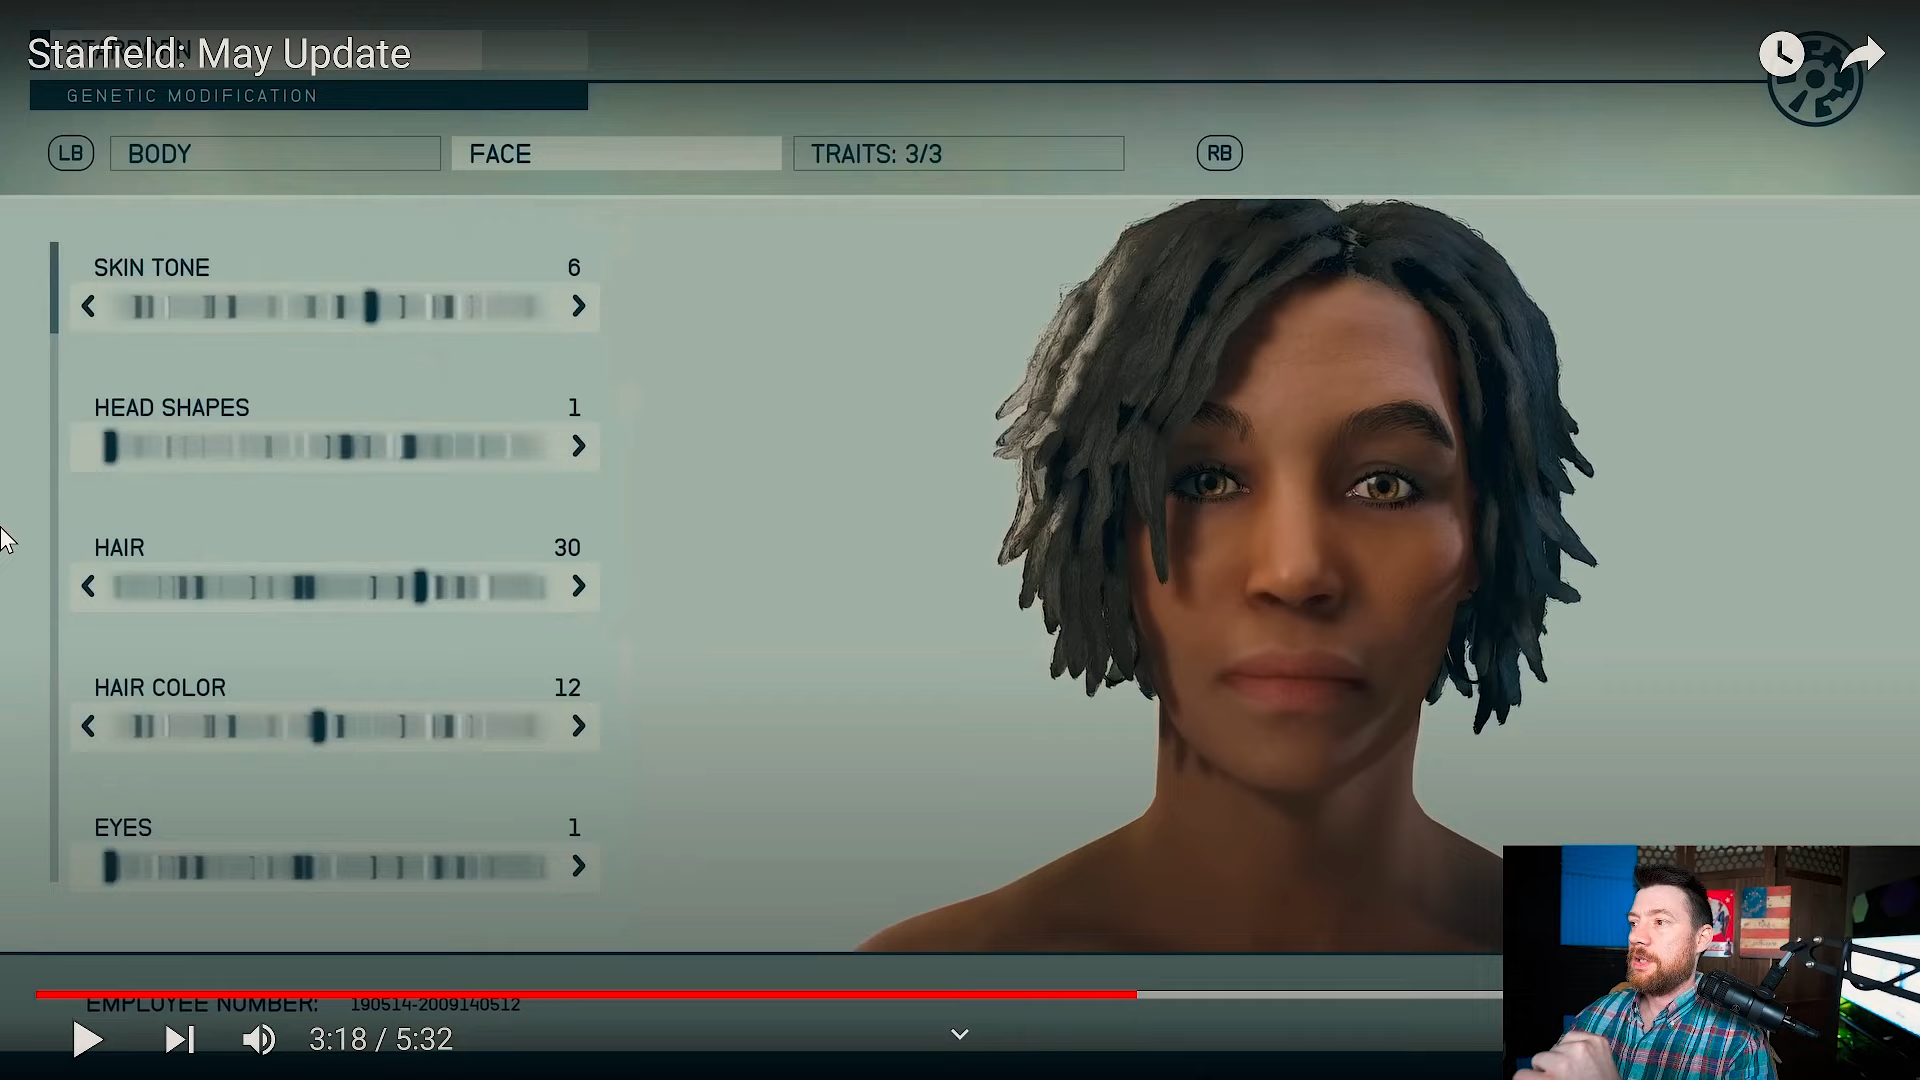 Starfield: May Update
GENETIC MODIFICATION
LB
BODY
FACE
TRAITS: 3/3
RB
SKIN TONE
6
HEAD SHAPES
1
HAIR
30
HAIR COLOR
12
EYES
1
EMPLOYEE NUMBER: 190514-2009140512
3:18 / 5:32